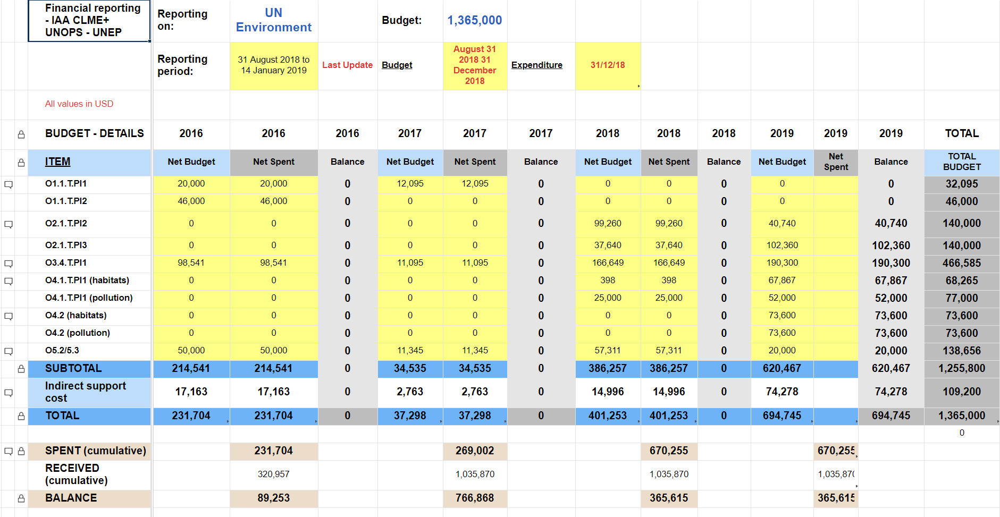 Financial reporting - IAA CLME+ UNOPS - UNEP Reporting on: UN Environment Budget: 1,365,000
Reporting period: 31 August 2018 to 14 January 2019 Last Update Budget August 31 2018 31 December 2018 Expenditure 31/12/18
All values in USD
BUDGET - DETAILS 2016 2016 2016 2017 2017 2017 2018 2018 2018 2019 2019 2019 TOTAL
ITEM Net Budget Net Spent Balance Net Budget Net Spent Balance Net Budget Net Spent Balance Net Budget Net Spent Balance TOTAL BUDGET
O1.1.T.PI1 20,000 20,000 0 12,095 12,095 0 0 0 0 0 0 32,095
O1.1.T.PI2 46,000 46,000 0 0 0 0 0 0 0 0 0 46,000
O2.1.T.PI2 0 0 0 0 0 0 99,260 99,260 0 40,740 40,740 140,000
O2.1.T.PI3 0 0 0 0 0 0 37,640 37,640 0 102,360 102,360 140,000
O3.4.T.PI1 98,541 98,541 0 11,095 11,095 0 166,649 166,649 0 190,300 190,300 466,585
O4.1.T.PI1 (habitats) 0 0 0 0 0 0 398 398 0 67,867 67,867 68,265
O4.1.T.PI1 (pollution) 0 0 0 0 0 0 25,000 25,000 0 52,000 52,000 77,000
O4.2 (habitats) 0 0 0 0 0 0 0 0 0 73,600 73,600 73,600
O4.2 (pollution) 0 0 0 0 0 0 0 0 0 73,600 73,600 73,600
O5.2/5.3 50,000 50,000 0 11,345 11,345 0 57,311 57,311 0 20,000 20,000 138,656
SUBTOTAL 214,541 214,541 0 34,535 34,535 0 386,257 386,257 0 620,467 620,467 1,255,800
Indirect support cost 17,163 17,163 0 2,763 2,763 0 14,996 14,996 0 74,278 74,278 109,200
TOTAL 231,704 231,704 0 37,298 37,298 0 401,253 401,253 0 694,745 694,745 1,365,000
0
SPENT (cumulative) 231,704 269,002 670,255 670,255
RECEIVED (cumulative) 320,957 1,035,870 1,035,870 1,035,870
BALANCE 89,253 766,868 365,615 365,615